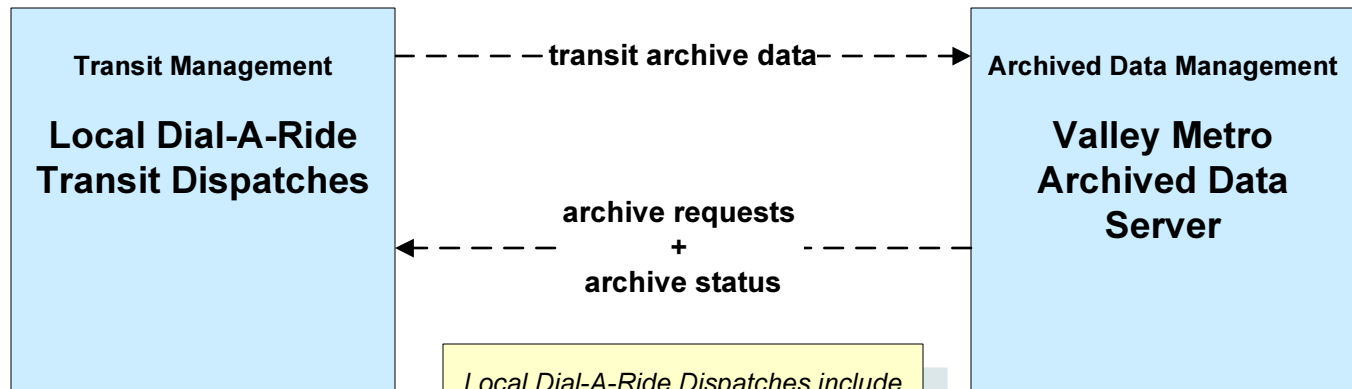 Transit Management
Local Dial-A-Ride
Transit Dispatches
transit archive data
archive requests
+
archive status
Archived Data Management
Valley Metro
Archived Data
Server
Local Dial-A-Ride Dispatches include